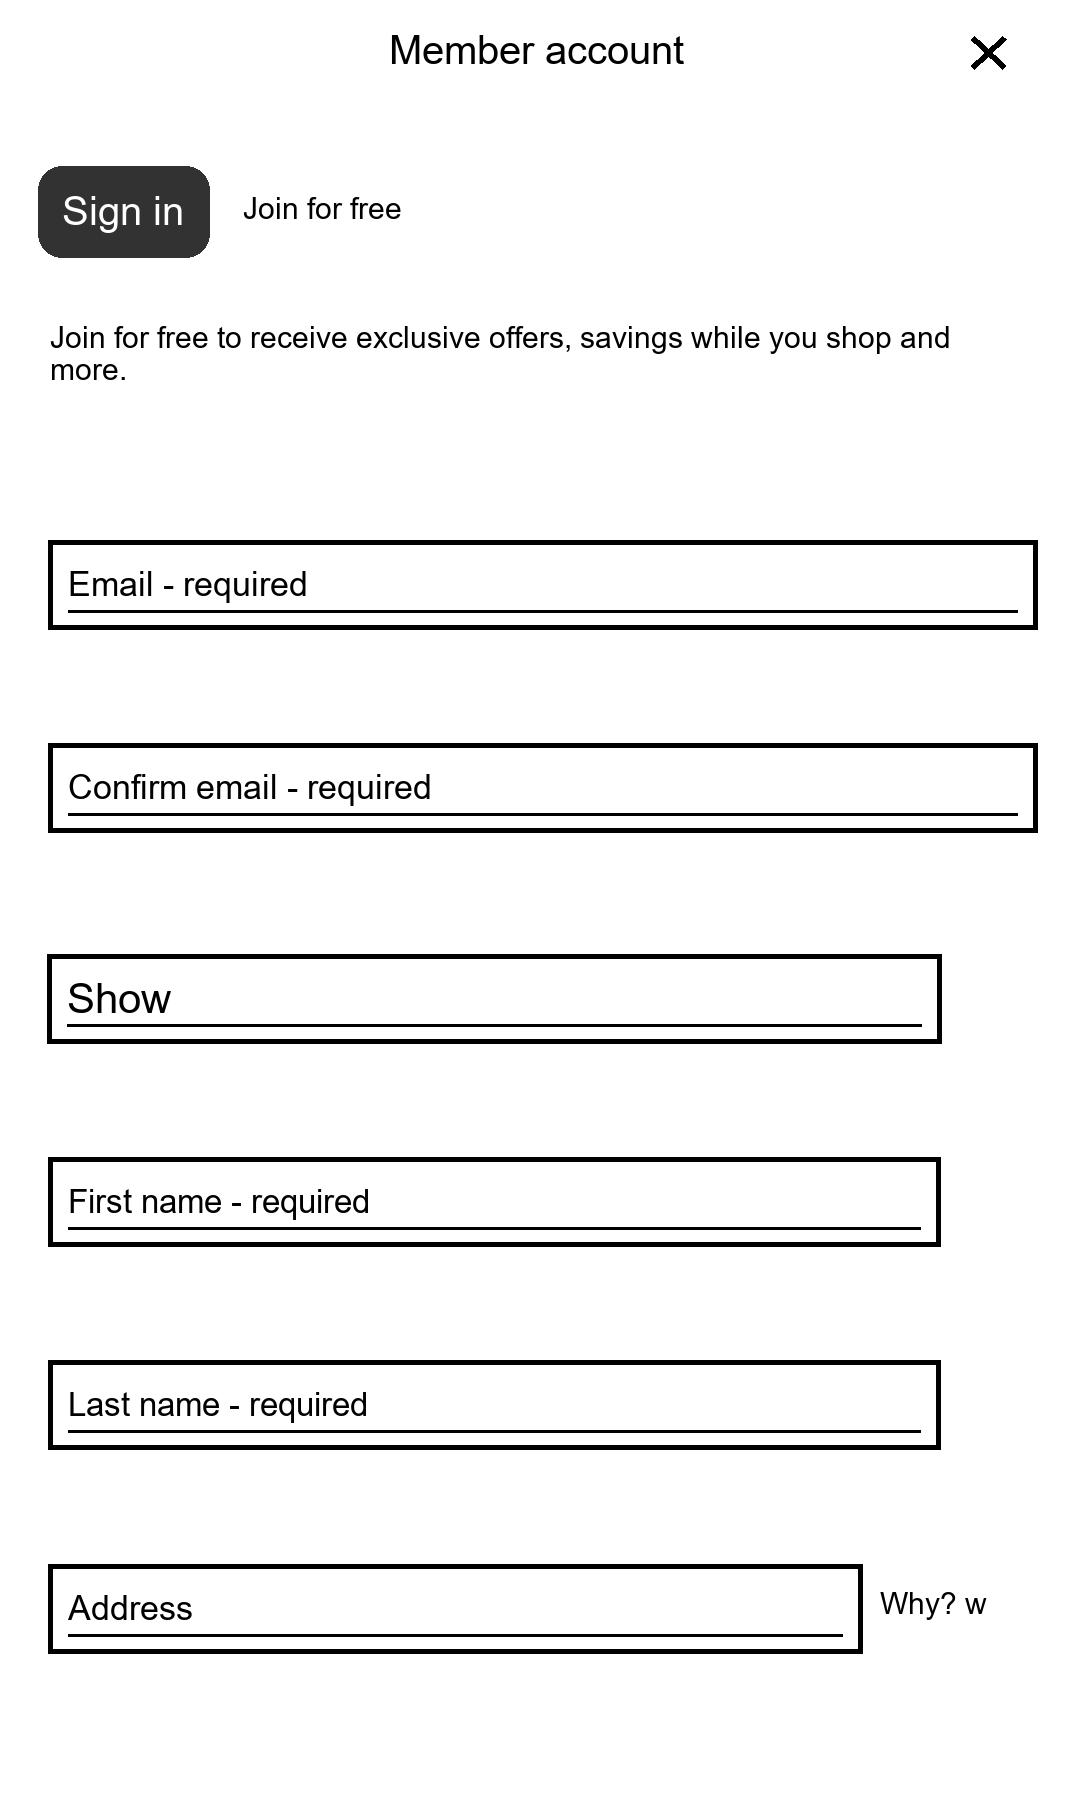 Member account
Sign in
Join for free
Join for free to receive exclusive offers, savings while you shop and
more.
Email - required
Confirm email - required
Show
First name - required
Last name - required
Address
Why? w